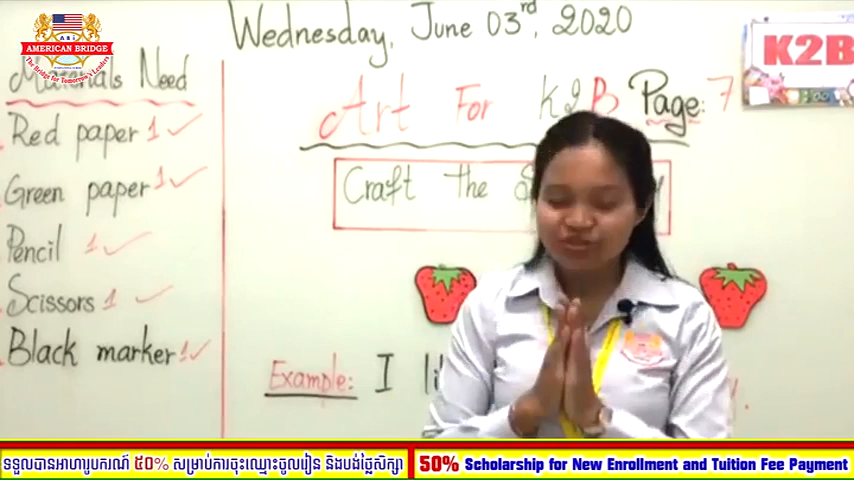 Wednesday, June 03rd, 2020
AMERICAN BRIDGE
The Bridge for Tomorrow's Leaders
K2B
Materials Need
Red paper 1 ✓
Green paper 1 ✓
Pencil 1 ✓
Scissors 1 ✓
Black marker 1 ✓
Art For K2B Page: 7
Craft the
Example: I
ទទួលបានអាហារូបករណ៍ ៥០% សម្រាប់ការចុះឈ្មោះចូលរៀន និងបង់ថ្លៃសិក្សា
50% Scholarship for New Enrollment and Tuition Fee Payment